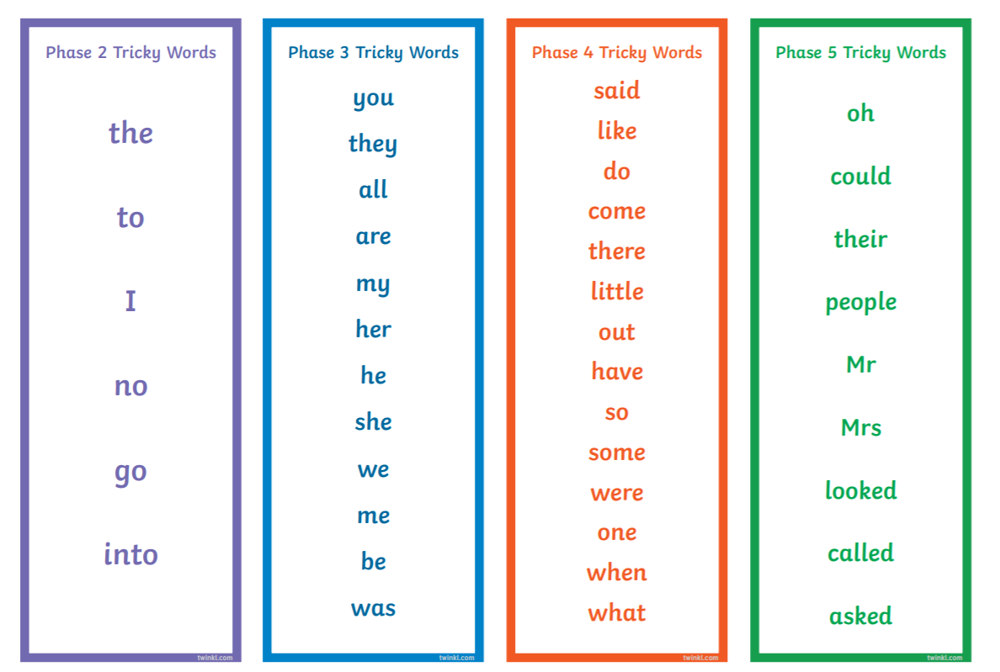 Phase 2 Tricky Words
the
to
I
no
go
into
twinkl.com
Phase 3 Tricky Words
you
they
all
are
my
her
he
she
we
me
be
was
twinkl.com
Phase 4 Tricky Words
said
like
do
come
there
little
out
have
so
some
were
one
when
what
twinkl.com
Phase 5 Tricky Words
oh
could
their
people
Mr
Mrs
looked
called
asked
twinkl.com